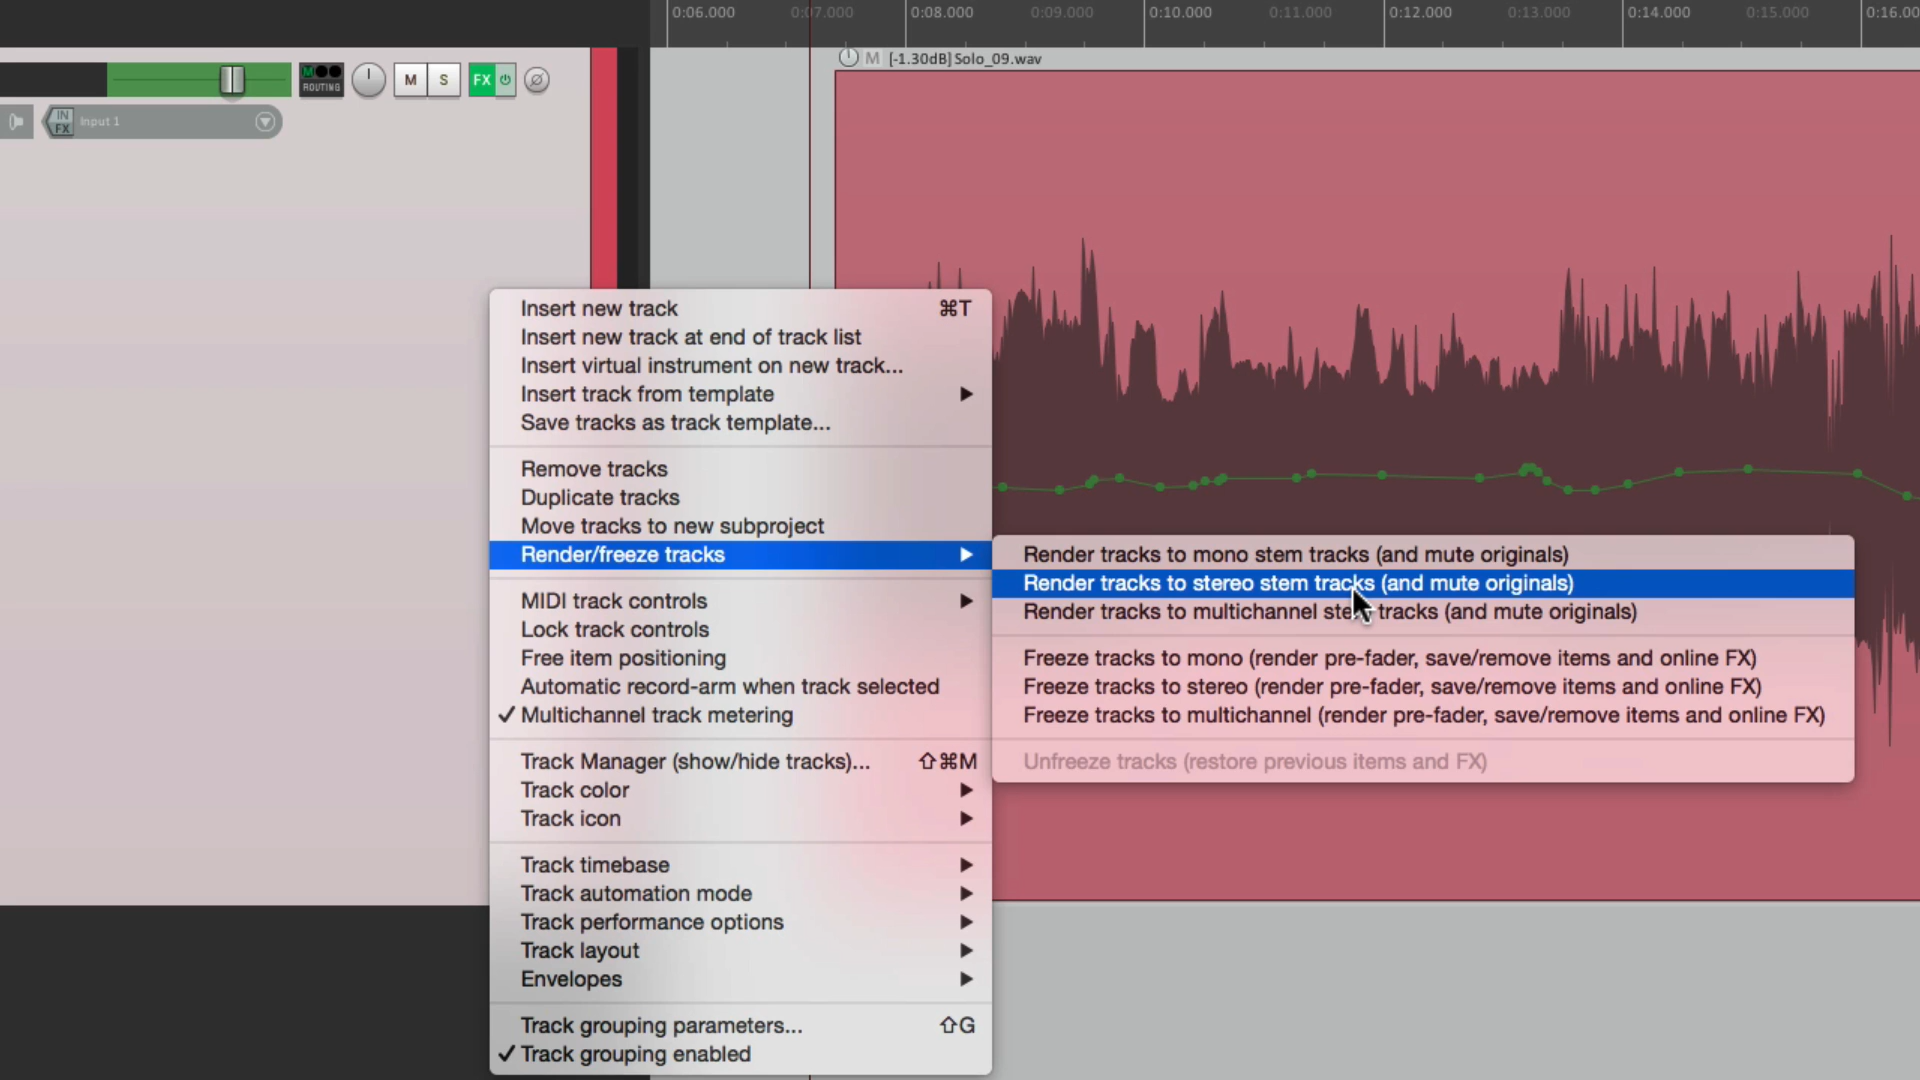 0:06.000 0:07.000 0:08.000 0:09.000 0:10.000 0:11.000 0:12.000 0:13.000 0:14.000 0:15.000 0:16.00
M [-1.30dB] Solo_09.wav
M ROUTING M S FX
IN FX Input 1
Insert new track ⌘T
Insert new track at end of track list
Insert virtual instrument on new track...
Insert track from template
Save tracks as track template...
Remove tracks
Duplicate tracks
Move tracks to new subproject
Render/freeze tracks
MIDI track controls
Lock track controls
Free item positioning
Automatic record-arm when track selected
✓ Multichannel track metering
Track Manager (show/hide tracks)... ⇧⌘M
Track color
Track icon
Track timebase
Track automation mode
Track performance options
Track layout
Envelopes
Track grouping parameters... ⇧G
✓ Track grouping enabled
Render tracks to mono stem tracks (and mute originals)
Render tracks to stereo stem tracks (and mute originals)
Render tracks to multichannel stem tracks (and mute originals)
Freeze tracks to mono (render pre-fader, save/remove items and online FX)
Freeze tracks to stereo (render pre-fader, save/remove items and online FX)
Freeze tracks to multichannel (render pre-fader, save/remove items and online FX)
Unfreeze tracks (restore previous items and FX)